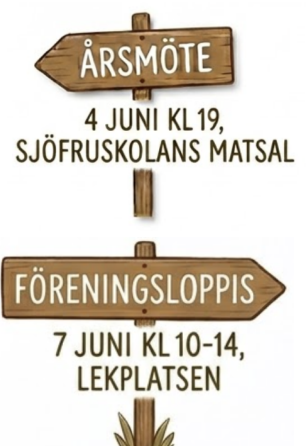 ÅRSMÖTE
4 JUNI KL 19,
SJÖFRUSKOLANS MATSAL
FÖRENINGSLOPPIS
7 JUNI KL 10-14,
LEKPLATSEN